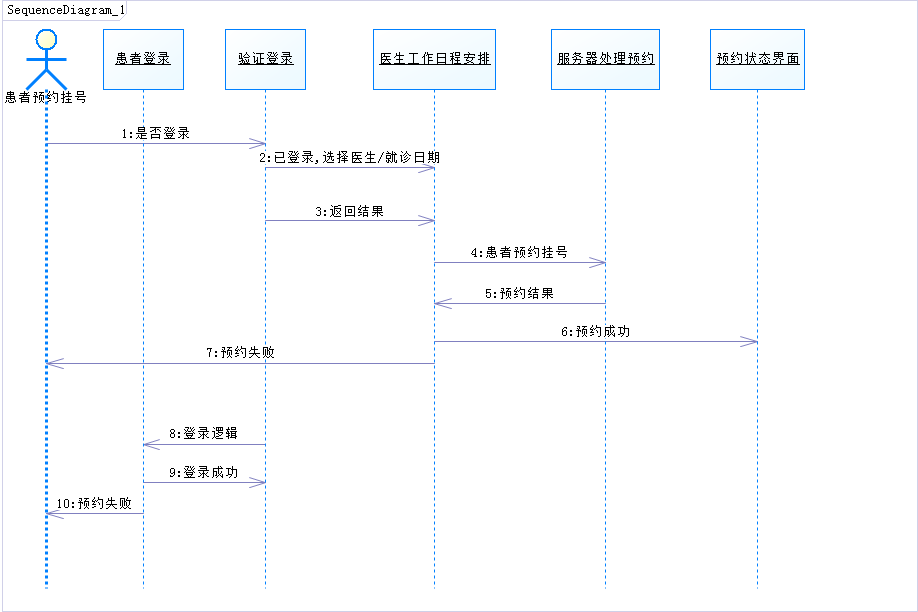 SequenceDiagram_1
患者预约挂号
患者登录
验证登录
医生工作日程安排
服务器处理预约
预约状态界面
1:是否登录
2:已登录,选择医生/就诊日期
3:返回结果
4:患者预约挂号
5:预约结果
6:预约成功
7:预约失败
8:登录逻辑
9:登录成功
10:预约失败